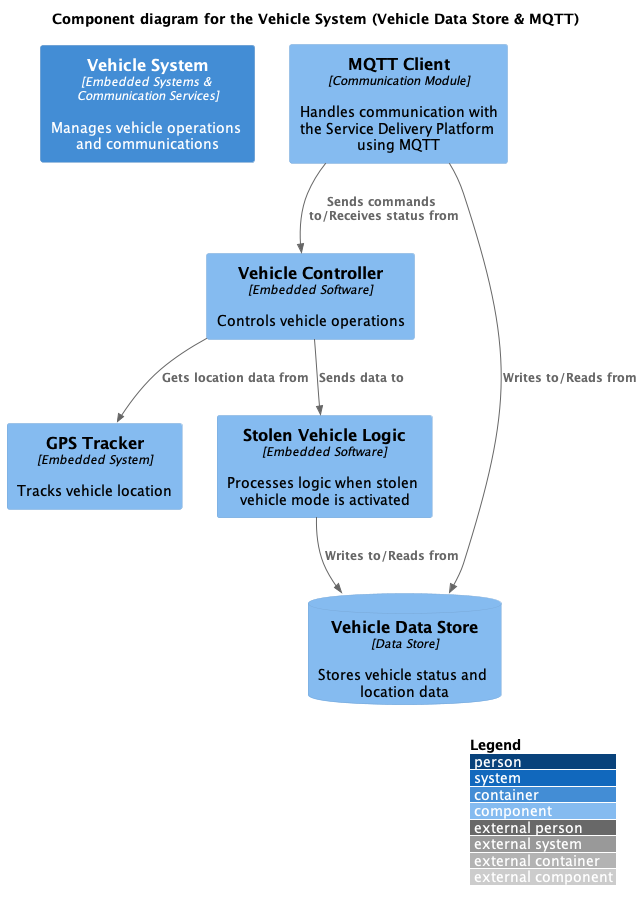 Component diagram for the Vehicle System (Vehicle Data Store & MQTT)
Vehicle System
[Embedded Systems &
Communication Services]
Manages vehicle operations
and communications
MQTT Client
[Communication Module]
Handles communication with
the Service Delivery Platform
using MQTT
Sends commands
to/Receives status from
Vehicle Controller
[Embedded Software]
Controls vehicle operations
Gets location data from
Sends data to
Writes to/Reads from
GPS Tracker
[Embedded System]
Tracks vehicle location
Stolen Vehicle Logic
[Embedded Software]
Processes logic when stolen
vehicle mode is activated
Writes to/Reads from
Vehicle Data Store
[Data Store]
Stores vehicle status and
location data
Legend
person
system
container
component
external person
external system
external container
external component